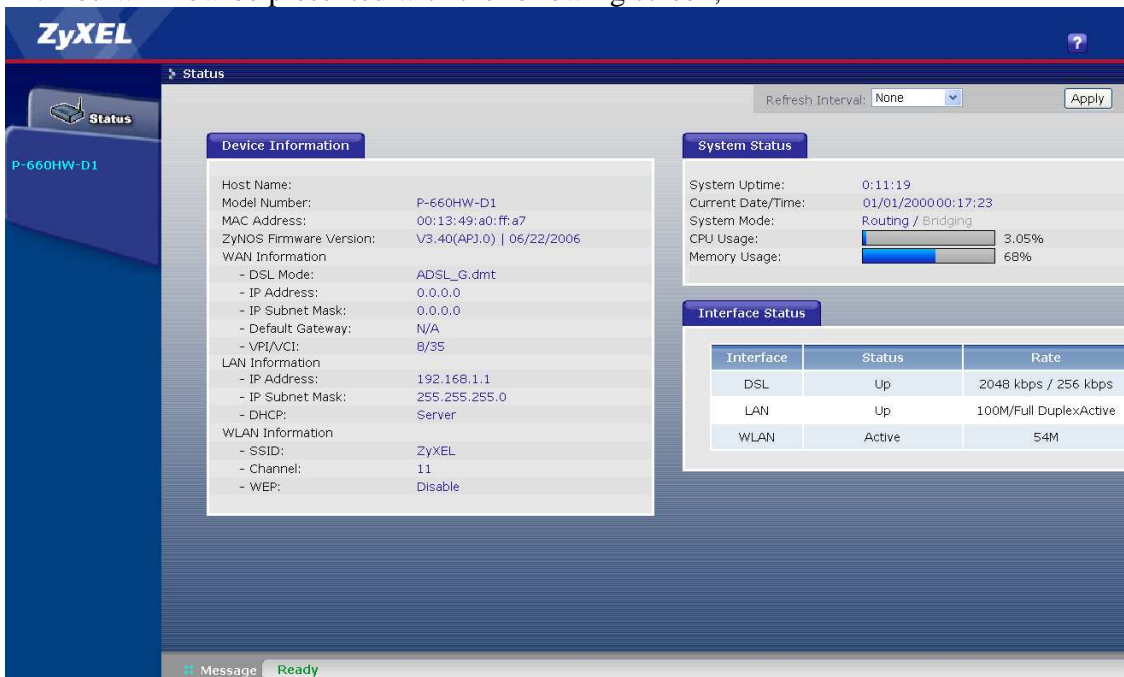 ZyXEL
?
Status
Refresh Interval: None
Apply
Status
P-660HW-D1
Device Information
Host Name:
Model Number: P-660HW-D1
MAC Address: 00:13:49:a0:ff:a7
ZyNOS Firmware Version: V3.40(APJ.0) | 06/22/2006
WAN Information
- DSL Mode: ADSL_G.dmt
- IP Address: 0.0.0.0
- IP Subnet Mask: 0.0.0.0
- Default Gateway: N/A
- VPI/VCI: 8/35
LAN Information
- IP Address: 192.168.1.1
- IP Subnet Mask: 255.255.255.0
- DHCP: Server
WLAN Information
- SSID: ZyXEL
- Channel: 11
- WEP: Disable
System Status
System Uptime: 0:11:19
Current Date/Time: 01/01/2000 00:17:23
System Mode: Routing / Bridging
CPU Usage: 3.05%
Memory Usage: 68%
Interface Status
Interface Status Rate
DSL Up 2048 kbps / 256 kbps
LAN Up 100M/Full DuplexActive
WLAN Active 54M
Message Ready